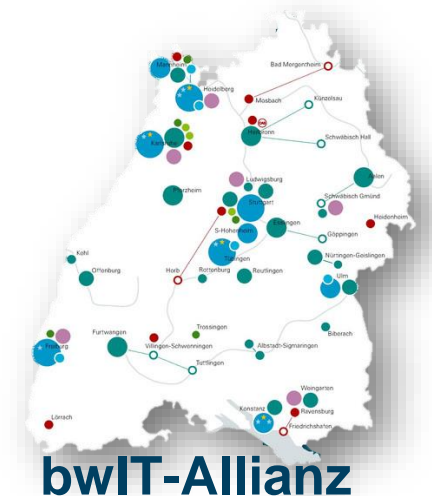 Bad Mergentheim
Mannheim
Heidelberg
Mosbach
Künzelsau
Heilbronn
Karlsruhe
Schwäbisch Hall
Ludwigsburg
Aalen
Pforzheim
Schwäbisch Gmünd
Stuttgart
Heidenheim
Esslingen
S-Hohenheim
Göppingen
Kehl
Tübingen
Nürtingen-Geislingen
Offenburg
Horb
Rottenburg
Reutlingen
Ulm
Trossingen
Biberach
Furtwangen
Freiburg
Villingen-Schwenningen
Albstadt-Sigmaringen
Tuttlingen
Weingarten
Konstanz
Ravensburg
Lörrach
Friedrichshafen
bwIT-Allianz